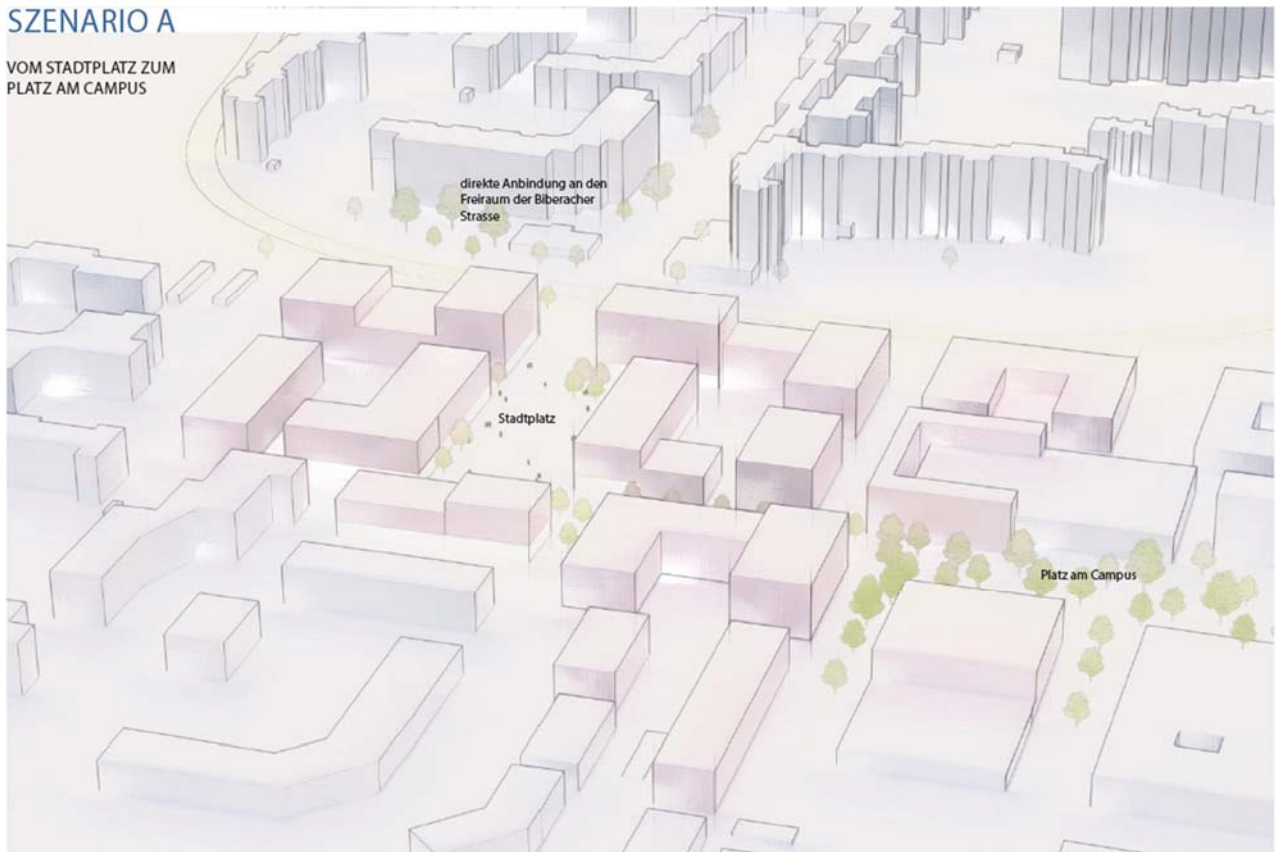 SZENARIO A
VOM STADTPLATZ ZUM
PLATZ AM CAMPUS
direkte Anbindung an den
Freiraum der Biberacher
Strasse
Stadtplatz
Platz am Campus